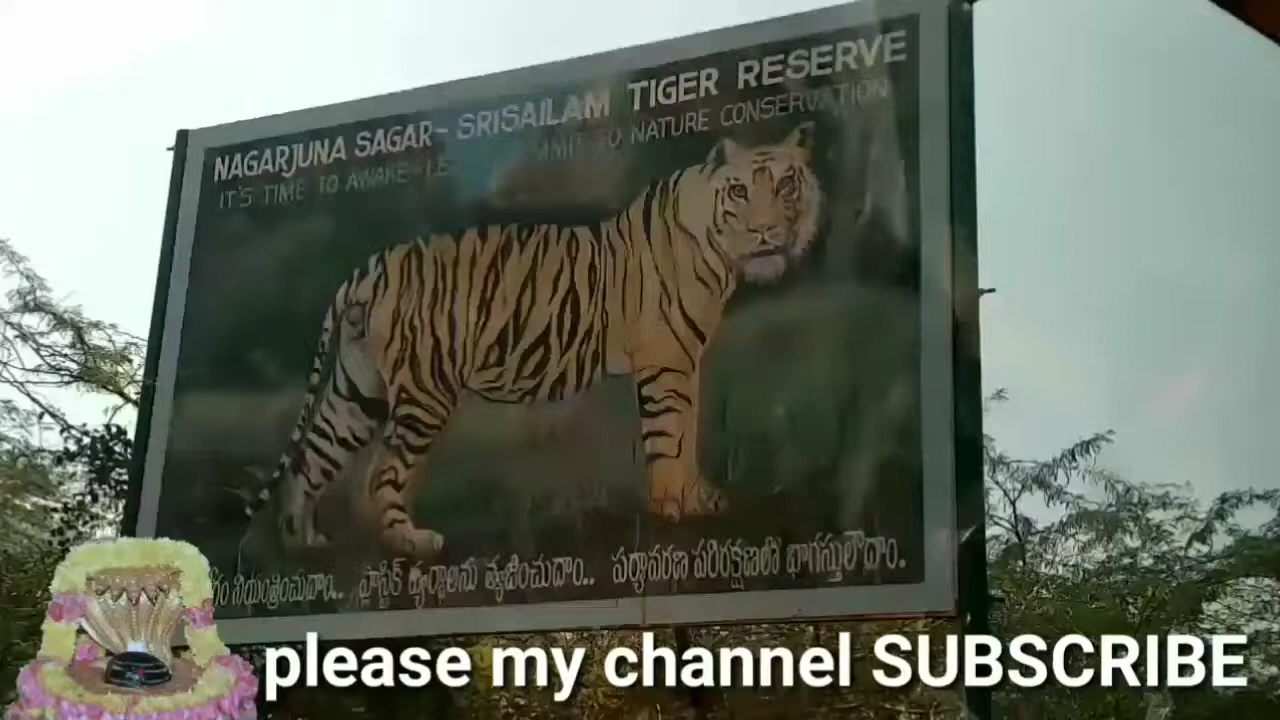 NAGARJUNA SAGAR- SRISAILAM TIGER RESERVE
IT'S TIME TO AWAKE- TO NATURE CONSERVATION
నియంత్రించుదాం.. ప్లాస్టిక్ వ్యర్ధాలను త్యజించుదాం.. పర్యావరణ పరిరక్షణలో భాగస్తులౌదాం.
please my channel SUBSCRIBE